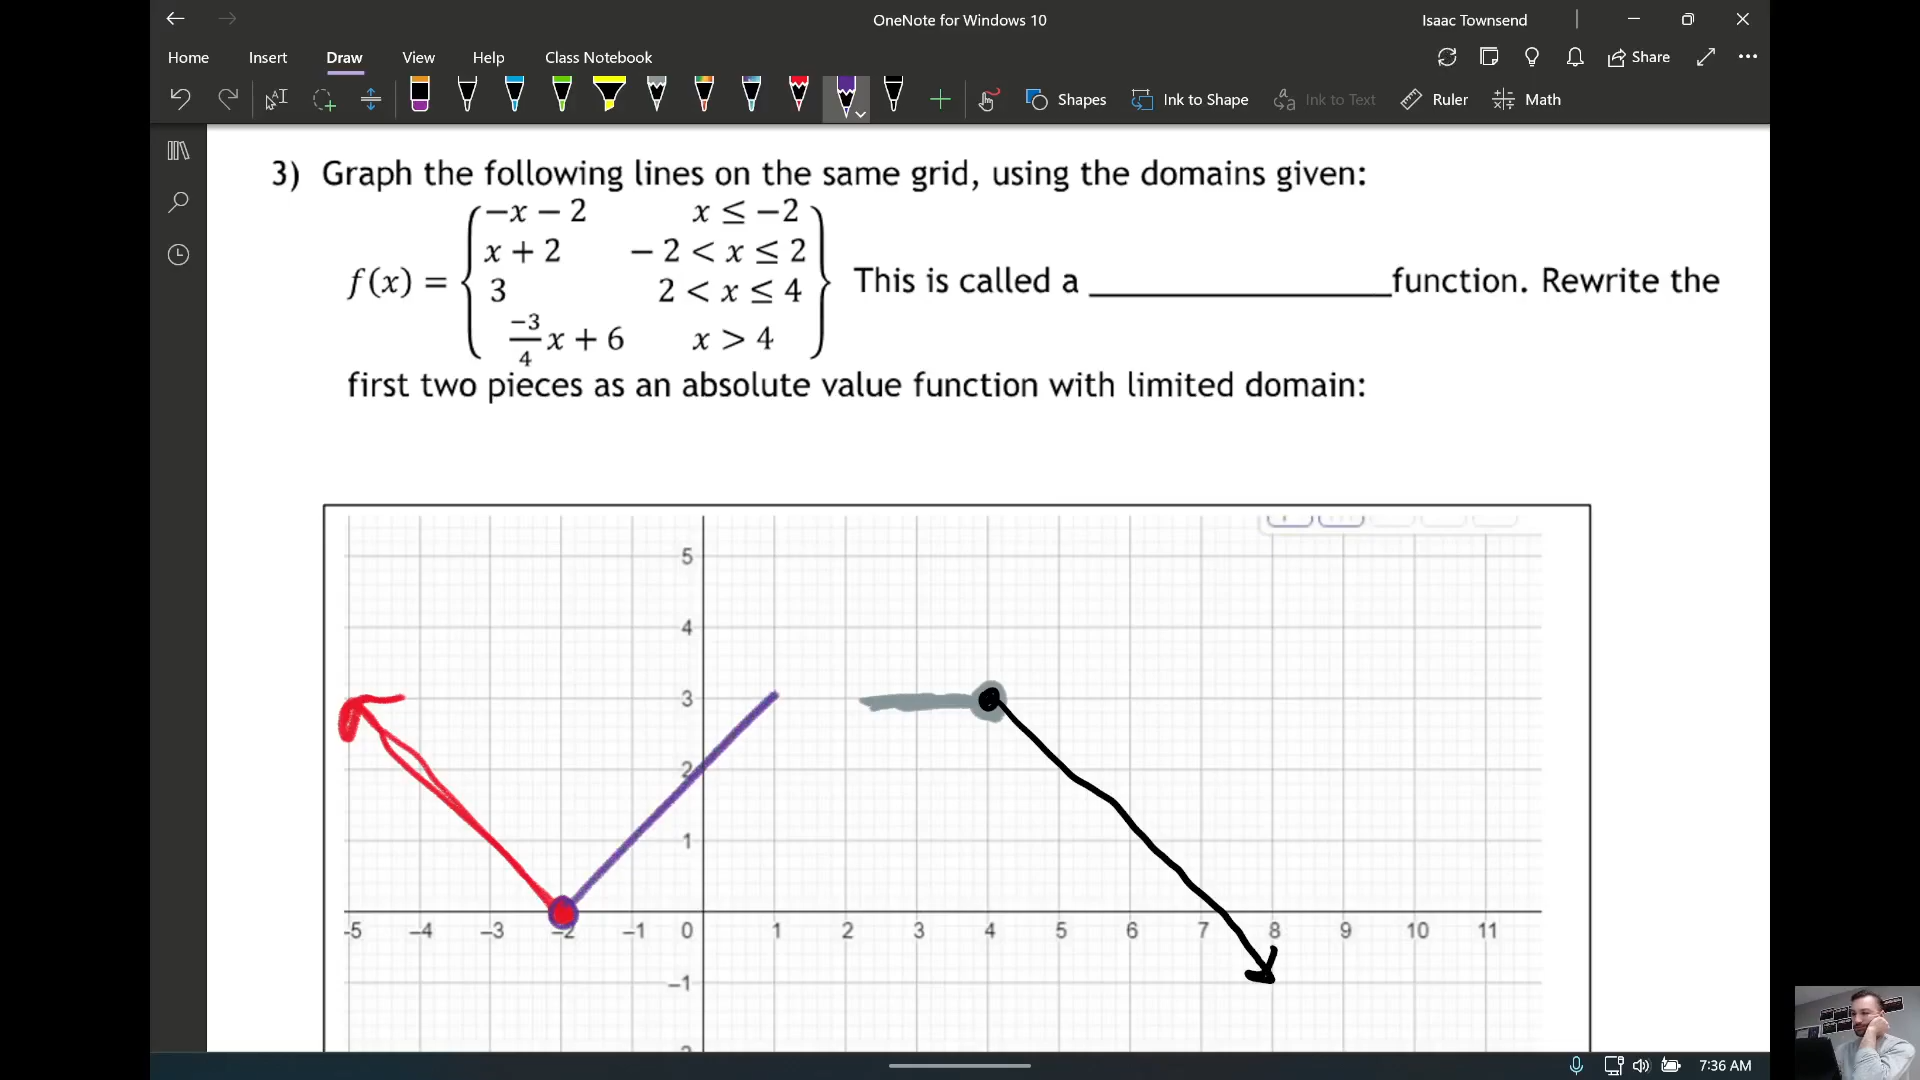 OneNote for Windows 10
Isaac Townsend
Home Insert Draw View Help Class Notebook
Share
Shapes Ink to Shape Ink to Text Ruler Math
3) Graph the following lines on the same grid, using the domains given:
−x − 2 x ≤ −2
x + 2 − 2 < x ≤ 2
f(x) = { 3 2 < x ≤ 4 } This is called a ________________function. Rewrite the
−3/4 x + 6 x > 4
first two pieces as an absolute value function with limited domain:
5
4
3
2
1
−5 −4 −3 −2 −1 0 1 2 3 4 5 6 7 8 9 10 11
−1
7:36 AM